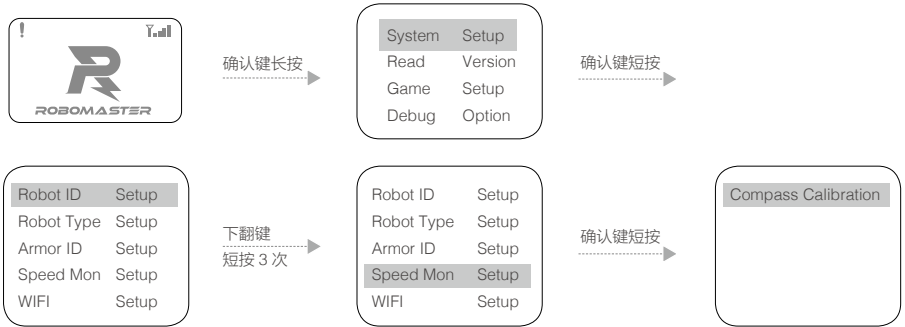 !
ROBOMASTER
确认键长按
System Setup
Read Version
Game Setup
Debug Option
确认键短按
Robot ID Setup
Robot Type Setup
Armor ID Setup
Speed Mon Setup
WIFI Setup
下翻键
短按 3 次
Robot ID Setup
Robot Type Setup
Armor ID Setup
Speed Mon Setup
WIFI Setup
确认键短按
Compass Calibration